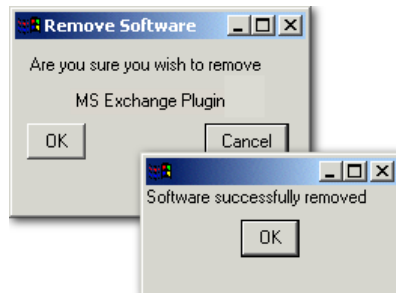 Remove Software
Are you sure you wish to remove
MS Exchange Plugin
OK
Cancel
Software successfully removed
OK